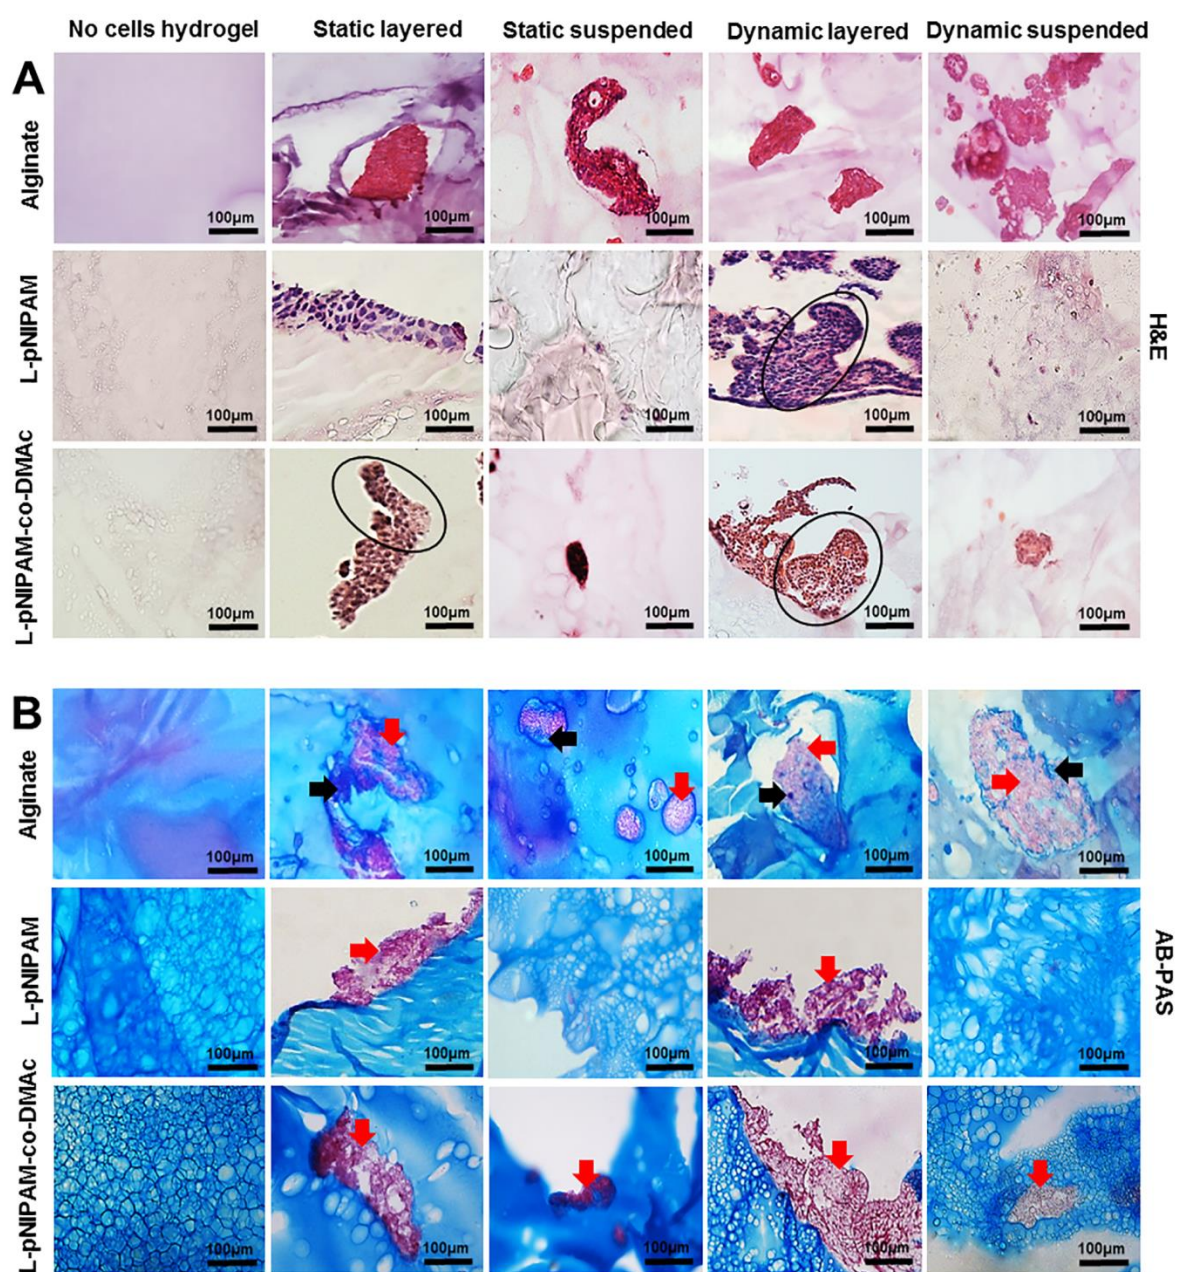 No cells hydrogel Static layered Static suspended Dynamic layered Dynamic suspended
A
Alginate
100µm 100µm 100µm 100µm 100µm
L-pNIPAM
100µm 100µm 100µm 100µm 100µm
H&E
L-pNIPAM-co-DMAc
100µm 100µm 100µm 100µm 100µm
B
Alginate
100µm 100µm 100µm 100µm 100µm
L-pNIPAM
100µm 100µm 100µm 100µm 100µm
AB-PAS
L-pNIPAM-co-DMAc
100µm 100µm 100µm 100µm 100µm